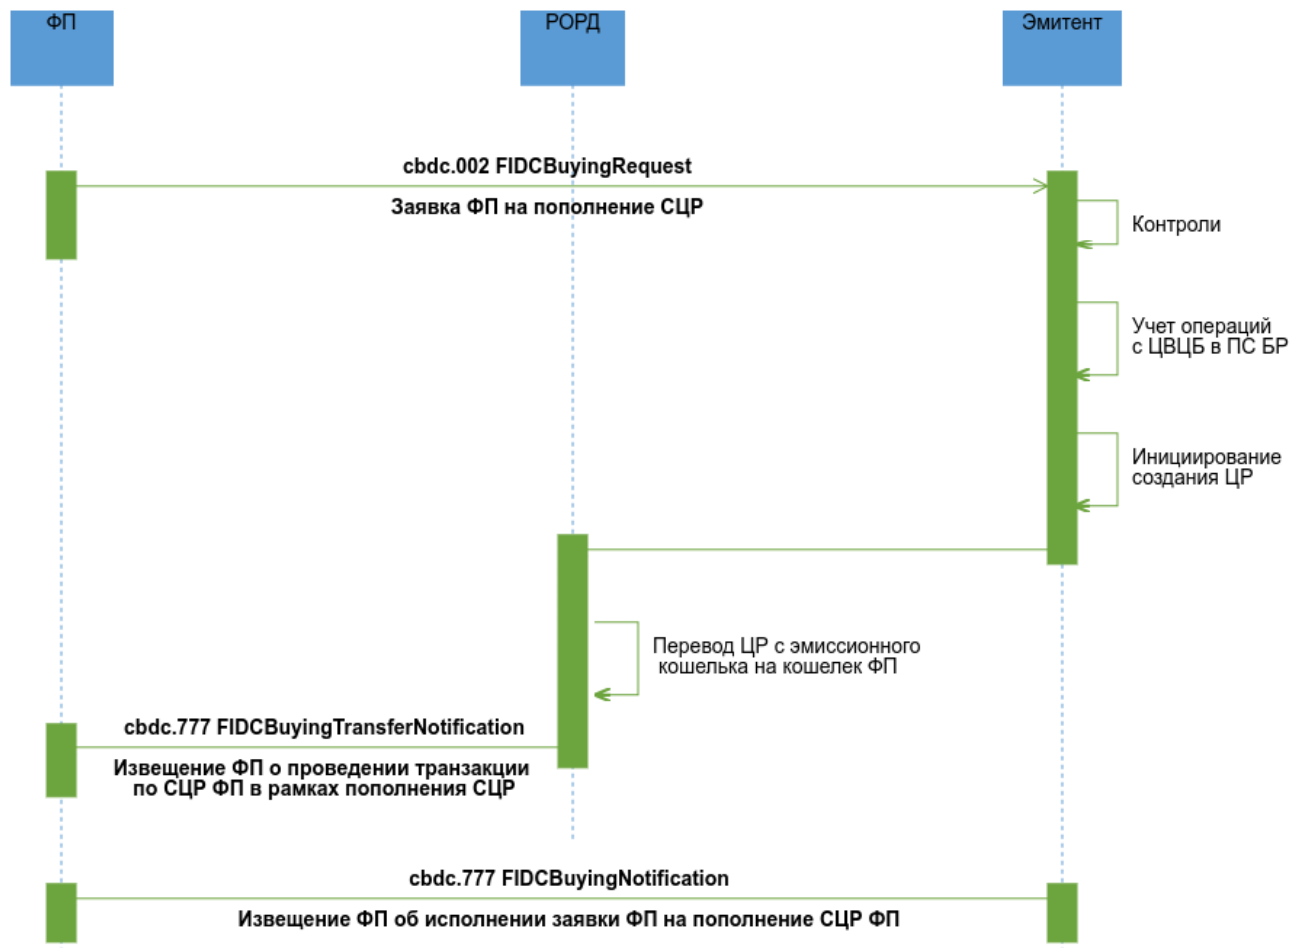 ФП
РОРД
Эмитент
cbdc.002 FIDCBuyingRequest
Заявка ФП на пополнение СЦР
Контроли
Учет операций
с ЦВЦБ в ПС БР
Инициирование
создания ЦР
Перевод ЦР с эмиссионного
кошелька на кошелек ФП
cbdc.777 FIDCBuyingTransferNotification
Извещение ФП о проведении транзакции
по СЦР ФП в рамках пополнения СЦР
cbdc.777 FIDCBuyingNotification
Извещение ФП об исполнении заявки ФП на пополнение СЦР ФП